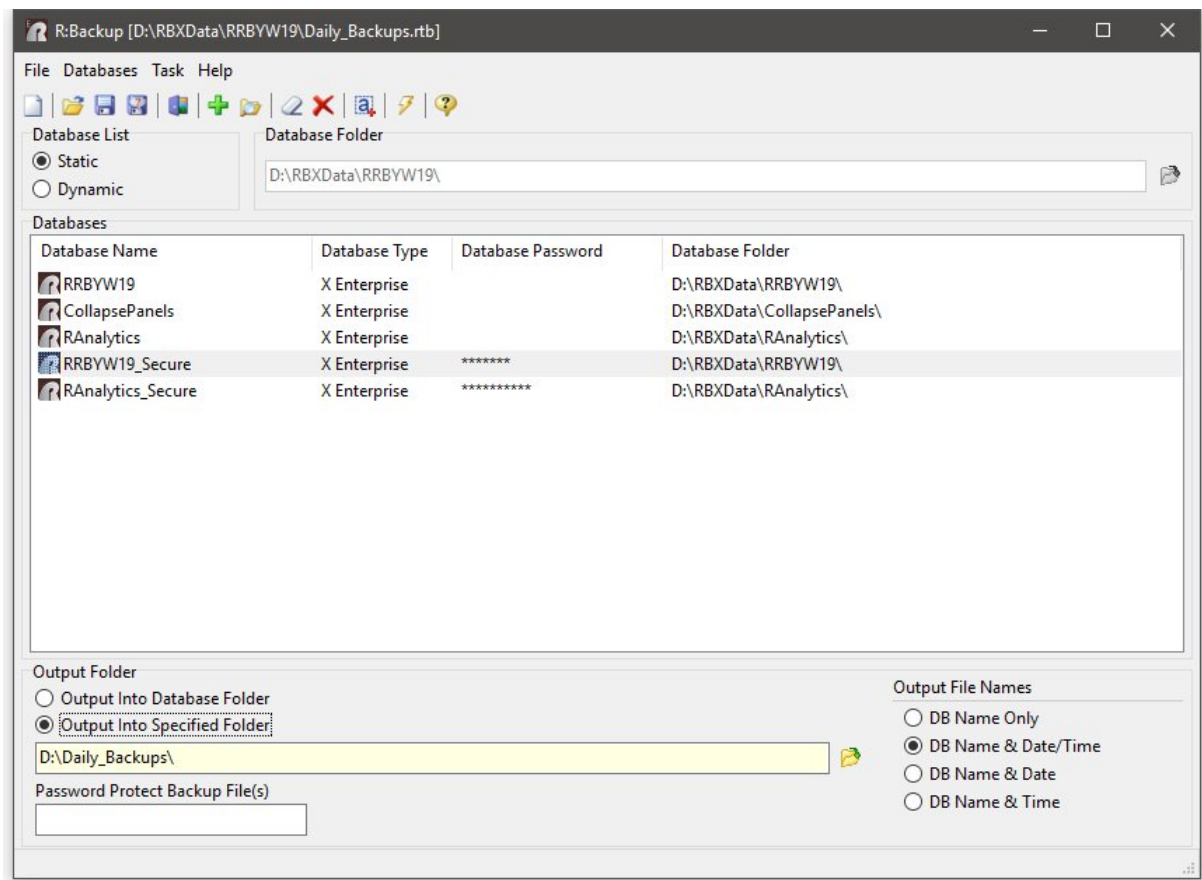 R:Backup [D:\RBXData\RRBYW19\Daily_Backups.rtb]
File Databases Task Help
Database List
Static
Dynamic
Database Folder
D:\RBXData\RRBYW19\
Databases
Database Name Database Type Database Password Database Folder
RRBYW19 X Enterprise D:\RBXData\RRBYW19\
CollapsePanels X Enterprise D:\RBXData\CollapsePanels\
RAnalytics X Enterprise D:\RBXData\RAnalytics\
RRBYW19_Secure X Enterprise ******* D:\RBXData\RRBYW19\
RAnalytics_Secure X Enterprise ********** D:\RBXData\RAnalytics\
Output Folder
Output Into Database Folder
Output Into Specified Folder
D:\Daily_Backups\
Password Protect Backup File(s)
Output File Names
DB Name Only
DB Name & Date/Time
DB Name & Date
DB Name & Time